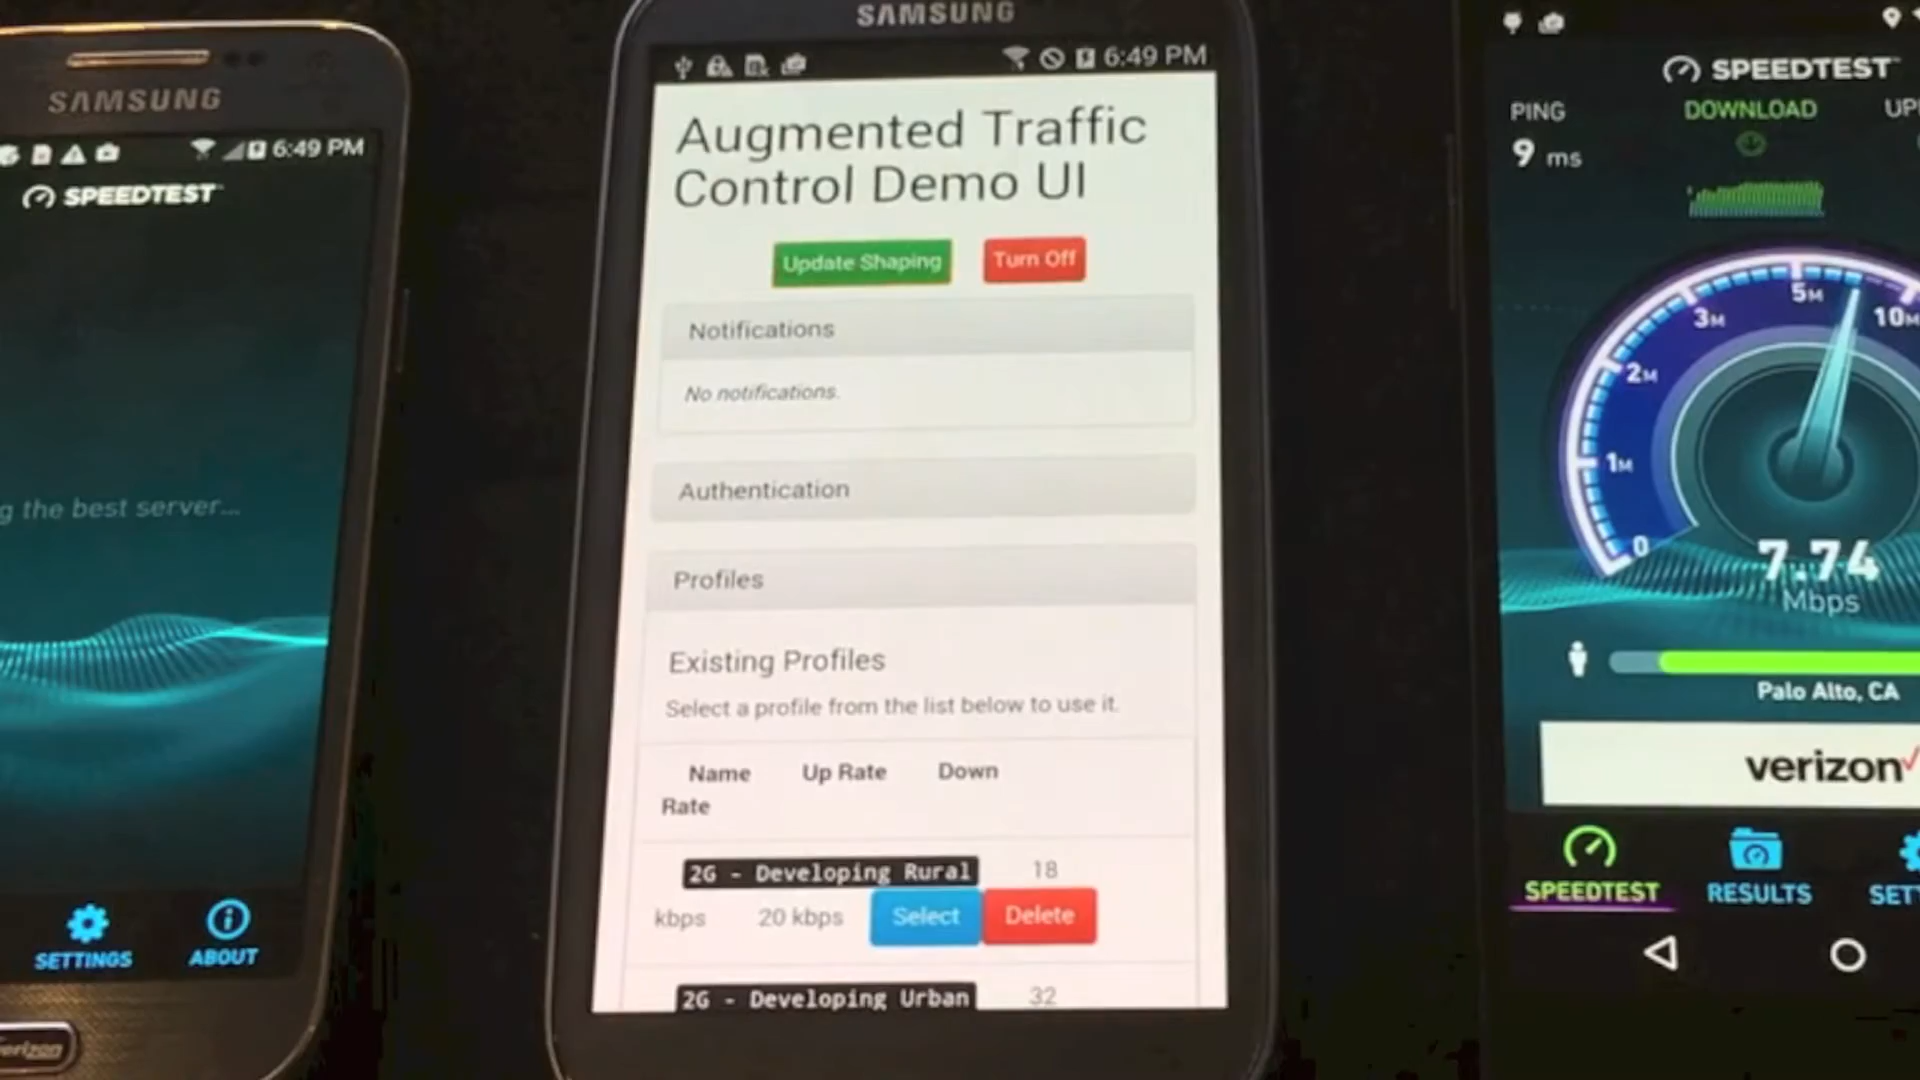 SAMSUNG
6:49 PM
SPEEDTEST
g the best server...
SETTINGS
ABOUT
verizon
SAMSUNG
6:49 PM
Augmented Traffic
Control Demo UI
Update Shaping
Turn Off
Notifications
No notifications.
Authentication
Profiles
Existing Profiles
Select a profile from the list below to use it.
Name Up Rate Down
Rate
2G - Developing Rural 18
kbps 20 kbps Select Delete
2G - Developing Urban 32
SPEEDTEST
PING DOWNLOAD UP
9 ms
5M
3M 10M
2M
1M
0
7.74
Mbps
Palo Alto, CA
verizon
SPEEDTEST RESULTS SET